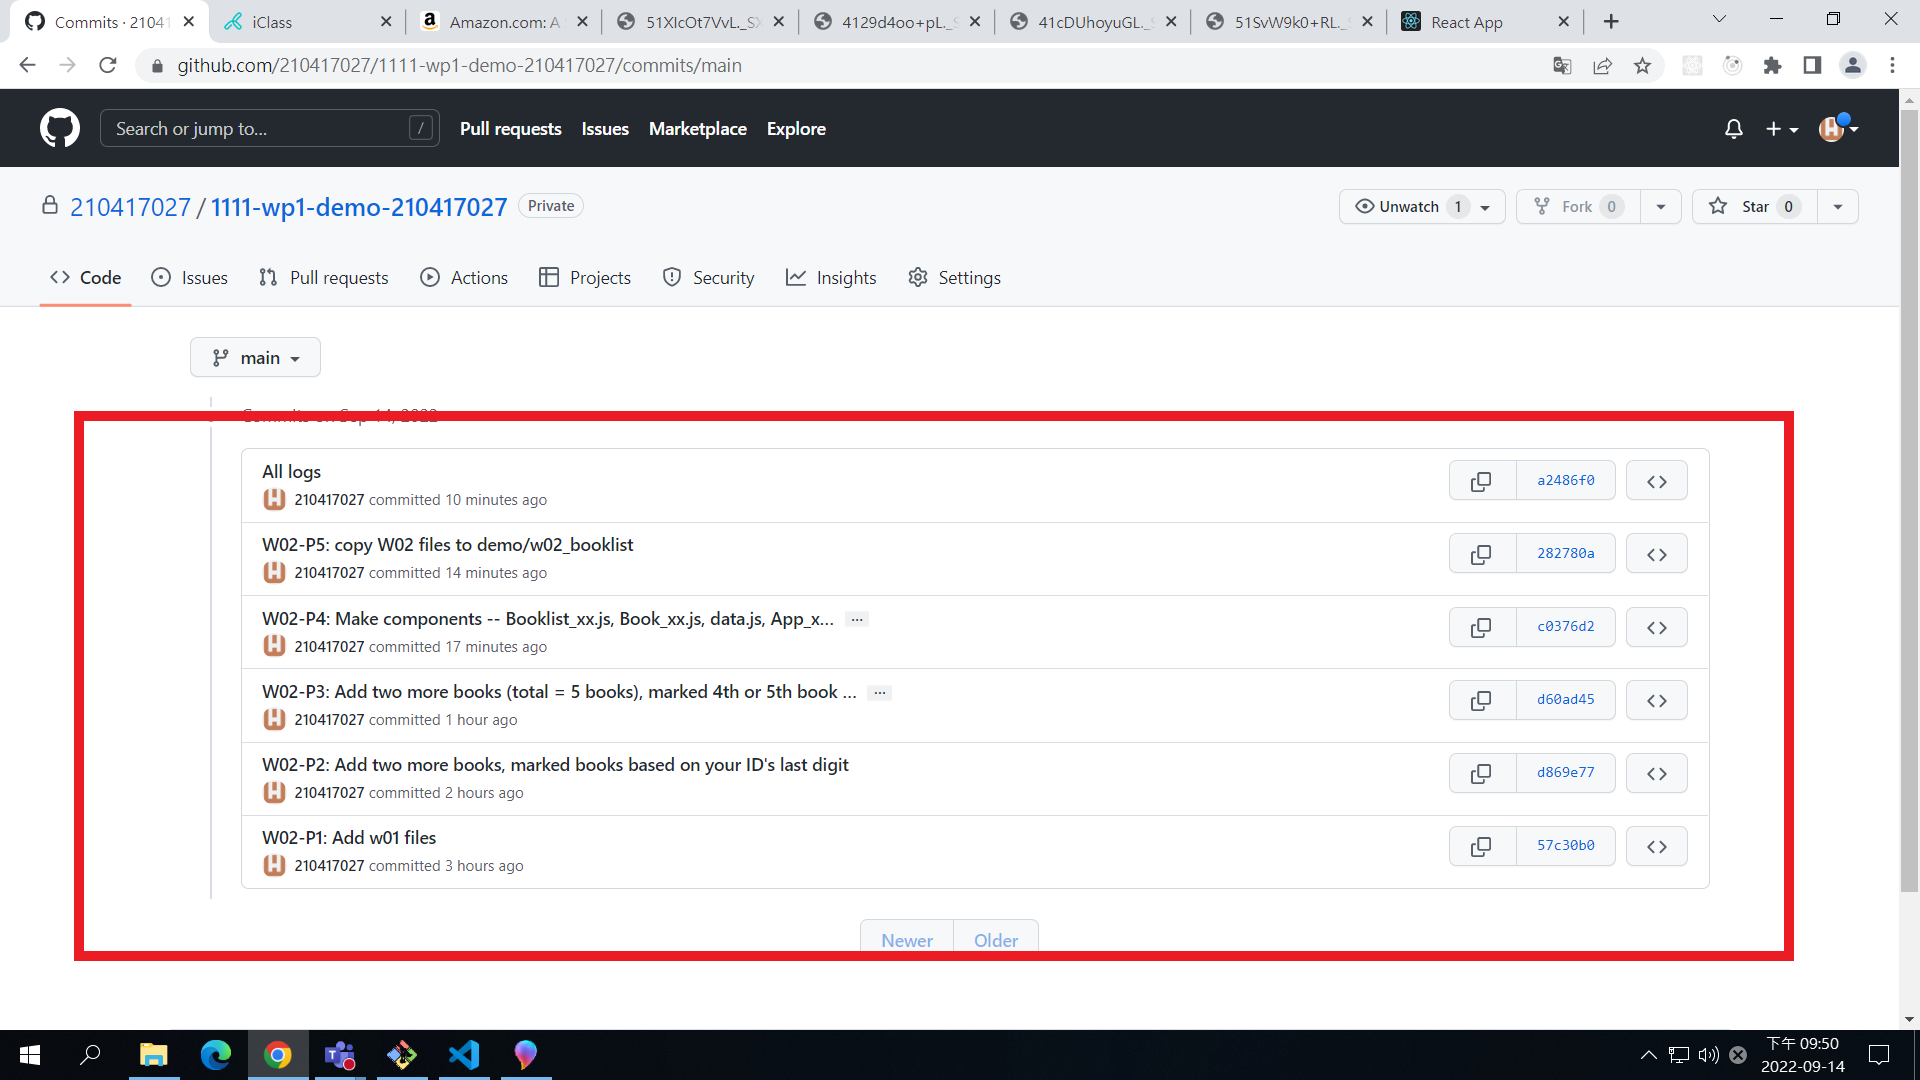 Commits · 21041
iClass
Amazon.com: A
51XIcOt7VvL._SX
4129d4oo+pL._S
41cDUhoyuGL._S
51SvW9k0+RL._S
React App
github.com/210417027/1111-wp1-demo-210417027/commits/main
Search or jump to...
/
Pull requests
Issues
Marketplace
Explore
210417027 / 1111-wp1-demo-210417027
Private
Unwatch 1
Fork 0
Star 0
Code
Issues
Pull requests
Actions
Projects
Security
Insights
Settings
main
Commits on Sep 14, 2022
All logs
210417027 committed 10 minutes ago
a2486f0
W02-P5: copy W02 files to demo/w02_booklist
210417027 committed 14 minutes ago
282780a
W02-P4: Make components -- Booklist_xx.js, Book_xx.js, data.js, App_x... ...
210417027 committed 17 minutes ago
c0376d2
W02-P3: Add two more books (total = 5 books), marked 4th or 5th book ... ...
210417027 committed 1 hour ago
d60ad45
W02-P2: Add two more books, marked books based on your ID's last digit
210417027 committed 2 hours ago
d869e77
W02-P1: Add w01 files
210417027 committed 3 hours ago
57c30b0
Newer
Older
下午 09:50
2022-09-14